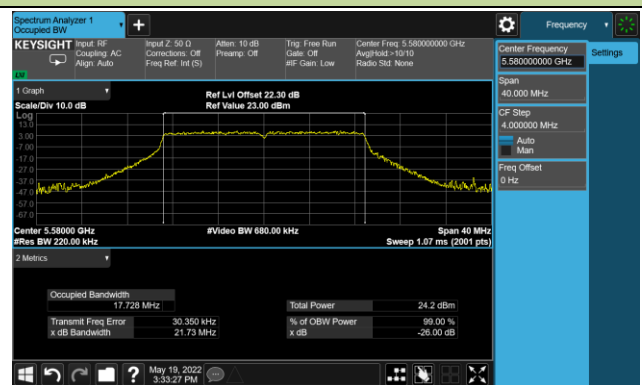 Spectrum Analyzer 1
Occupied BW
Frequency
KEYSIGHT
Input: RF
Coupling: AC
Align: Auto
Input Z: 50 Ω
Corrections: Off
Freq Ref: Int (S)
Atten: 10 dB
Preamp: Off
Trig: Free Run
Gate: Off
#IF Gain: Low
Center Freq: 5.580000000 GHz
Avg|Hold:>10/10
Radio Std: None
Center Frequency
5.580000000 GHz
Settings
Span
40.000 MHz
CF Step
4.000000 MHz
Auto
Man
Freq Offset
0 Hz
1 Graph
Scale/Div 10.0 dB
Ref Lvl Offset 22.30 dB
Ref Value 23.00 dBm
Log
13.0
3.00
-7.00
-17.0
-27.0
-37.0
-47.0
-57.0
-67.0
Center 5.58000 GHz
#Video BW 680.00 kHz
Span 40 MHz
#Res BW 220.00 kHz
Sweep 1.07 ms (2001 pts)
2 Metrics
Occupied Bandwidth
17.728 MHz
Total Power 24.2 dBm
Transmit Freq Error 30.350 kHz
% of OBW Power 99.00 %
x dB Bandwidth 21.73 MHz
x dB -26.00 dB
May 19, 2022
3:33:27 PM